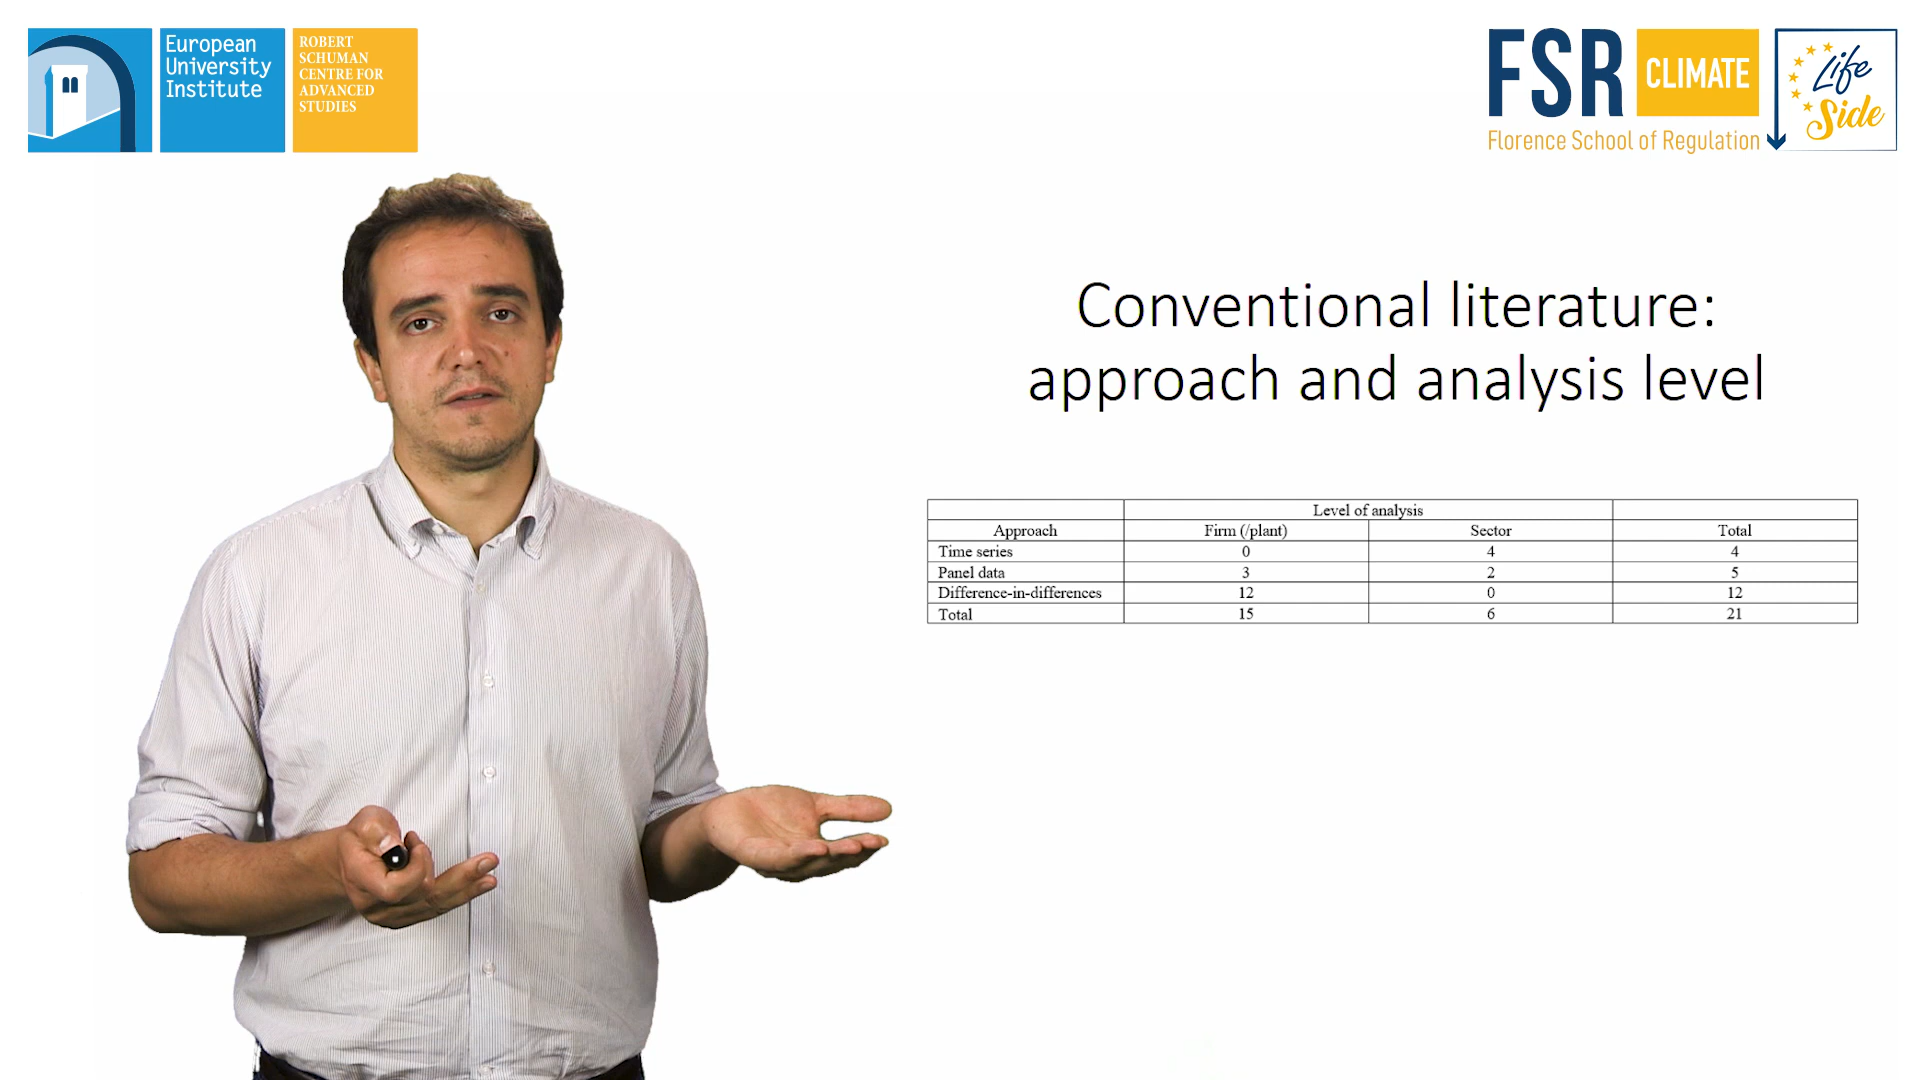 European
University
Institute
ROBERT
SCHUMAN
CENTRE FOR
ADVANCED
STUDIES
FSR CLIMATE
Florence School of Regulation
Life
Side
Conventional literature:
approach and analysis level
Level of analysis
Approach Firm (/plant) Sector Total
Time series 0 4 4
Panel data 3 2 5
Difference-in-differences 12 0 12
Total 15 6 21